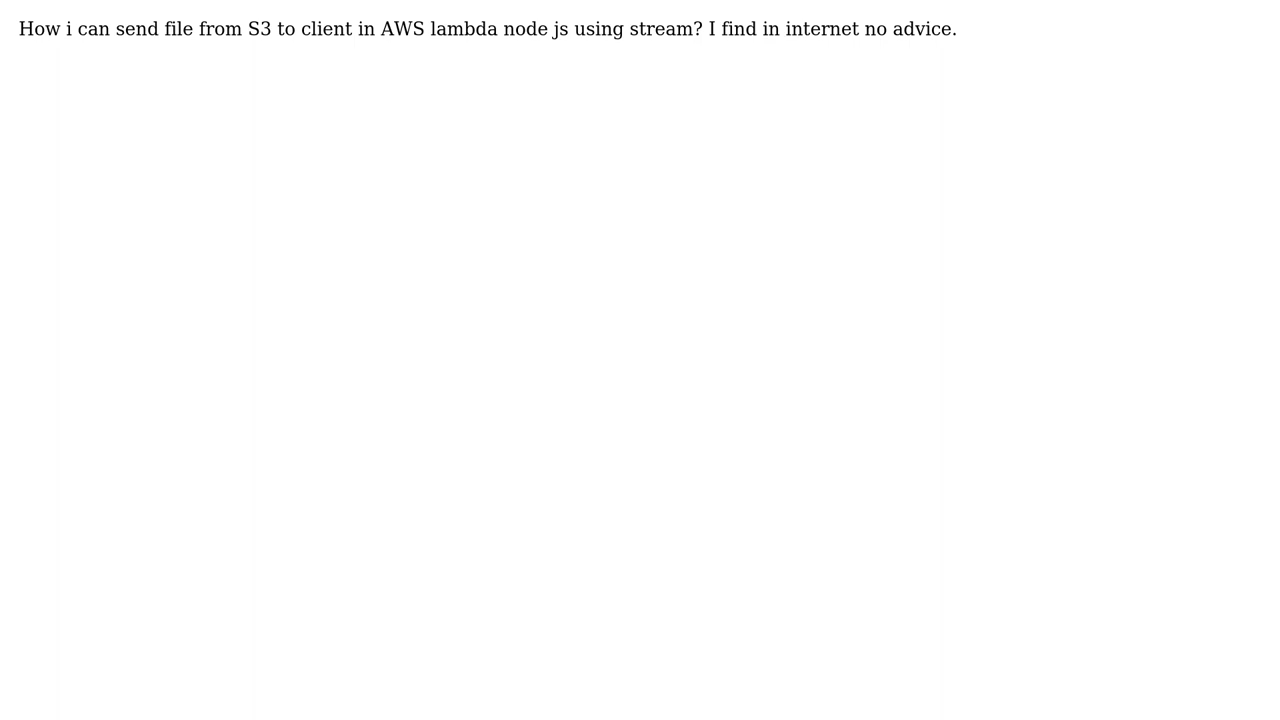 How i can send file from S3 to client in AWS lambda node js using stream? I find in internet no advice.